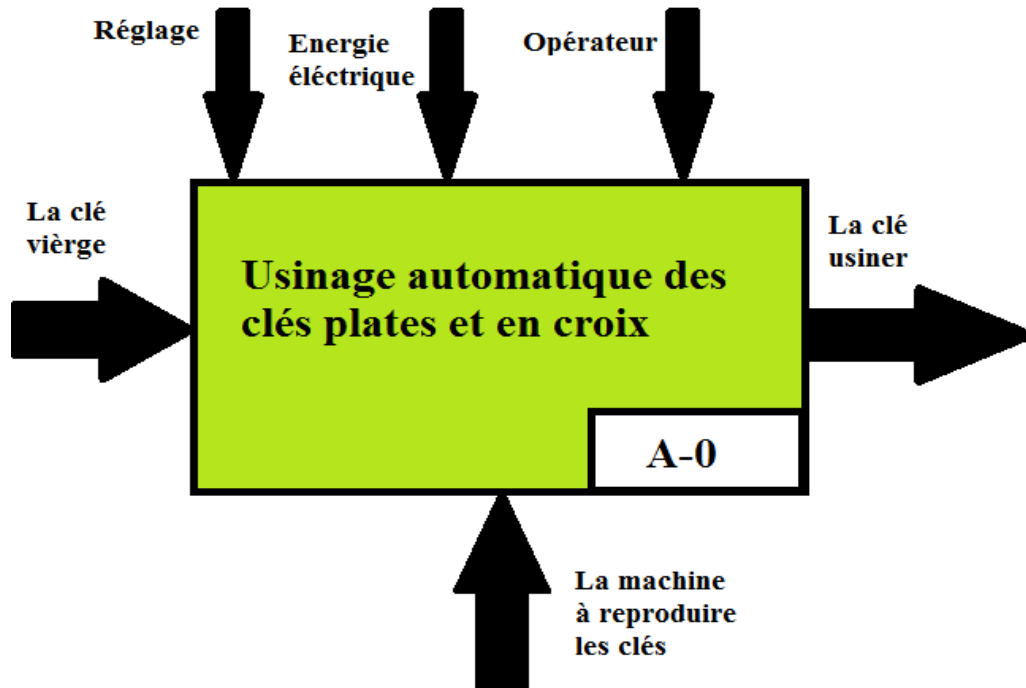 Réglage
Energie
éléctrique
Opérateur
La clé
vièrge
Usinage automatique des
clés plates et en croix
La clé
usiner
A-0
La machine
à reproduire
les clés